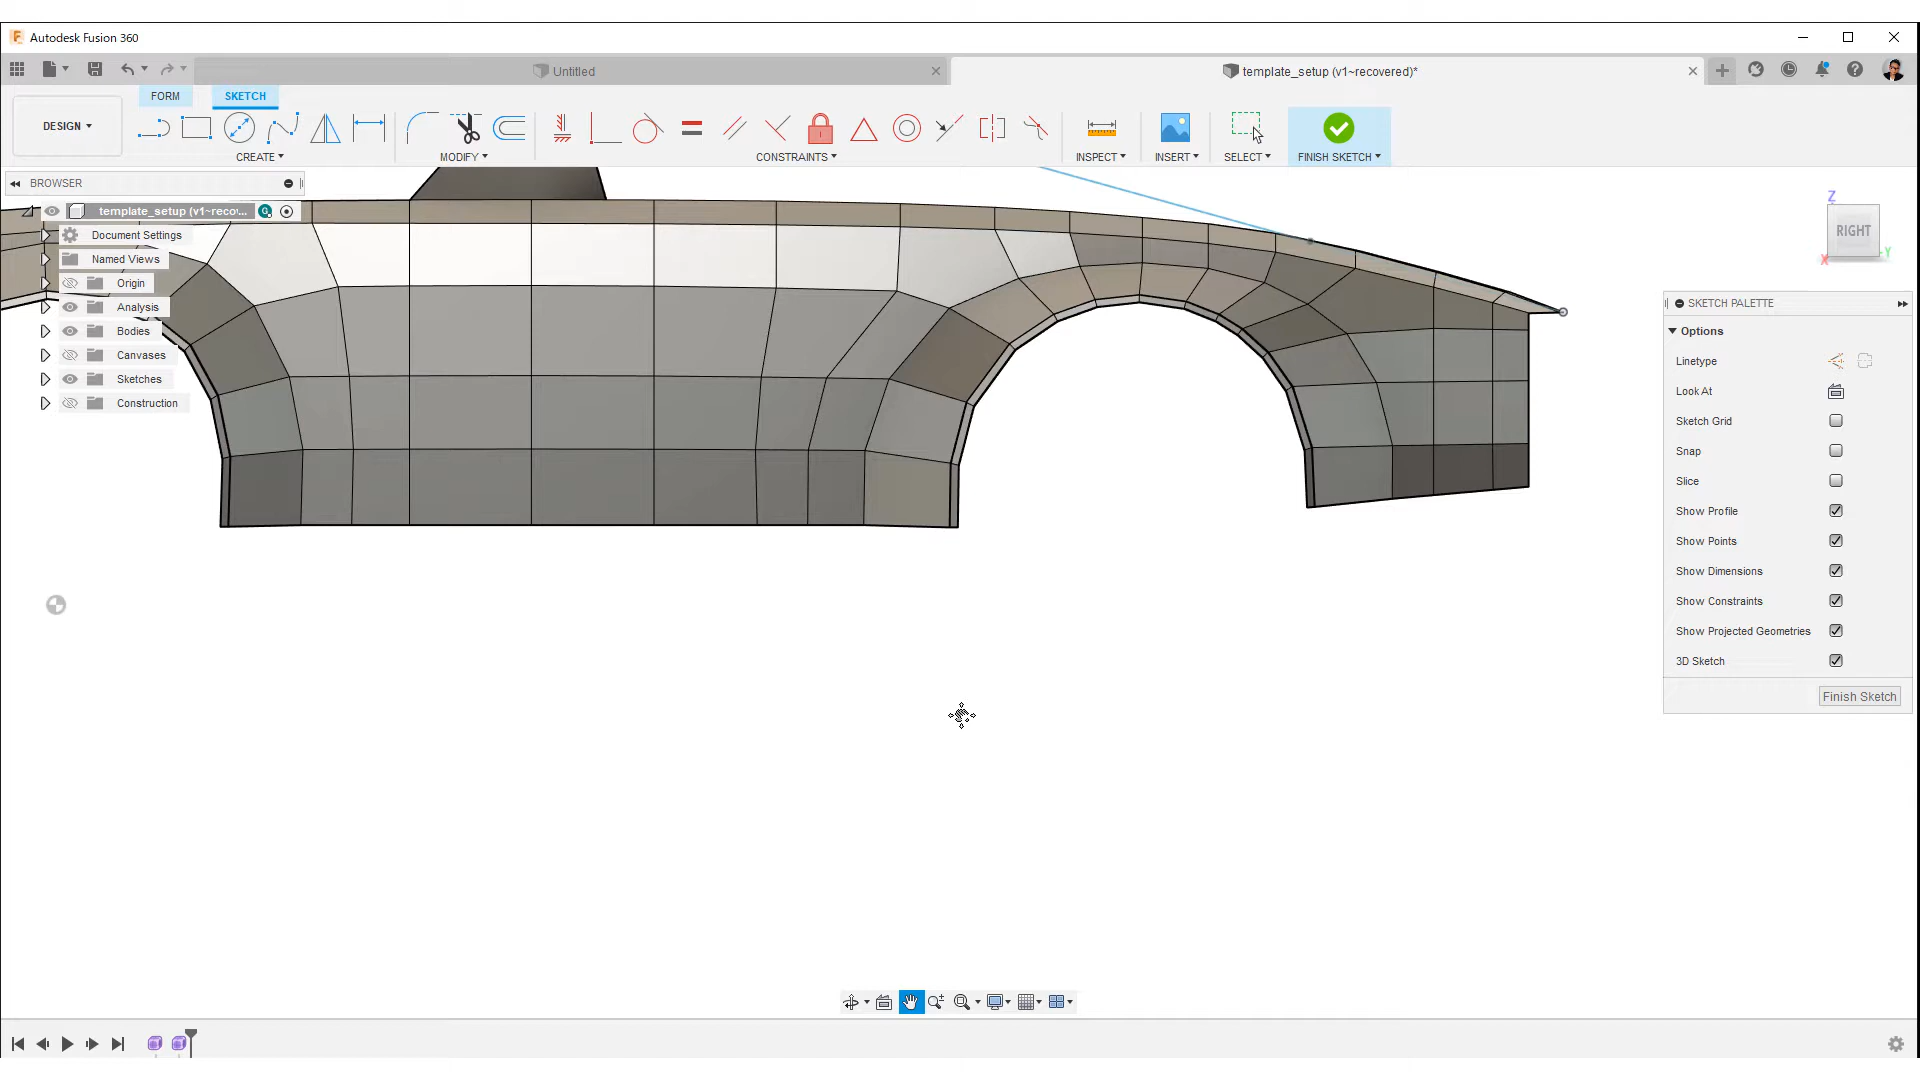 Autodesk Fusion 360
Untitled
template_setup (v1~recovered)*
FORM
SKETCH
DESIGN
CREATE
MODIFY
CONSTRAINTS
INSPECT
INSERT
SELECT
FINISH SKETCH
BROWSER
template_setup (v1~reco...
Document Settings
Named Views
Origin
Analysis
Bodies
Canvases
Sketches
Construction
Z
RIGHT
X
Y
SKETCH PALETTE
Options
Linetype
Look At
Sketch Grid
Snap
Slice
Show Profile
Show Points
Show Dimensions
Show Constraints
Show Projected Geometries
3D Sketch
Finish Sketch